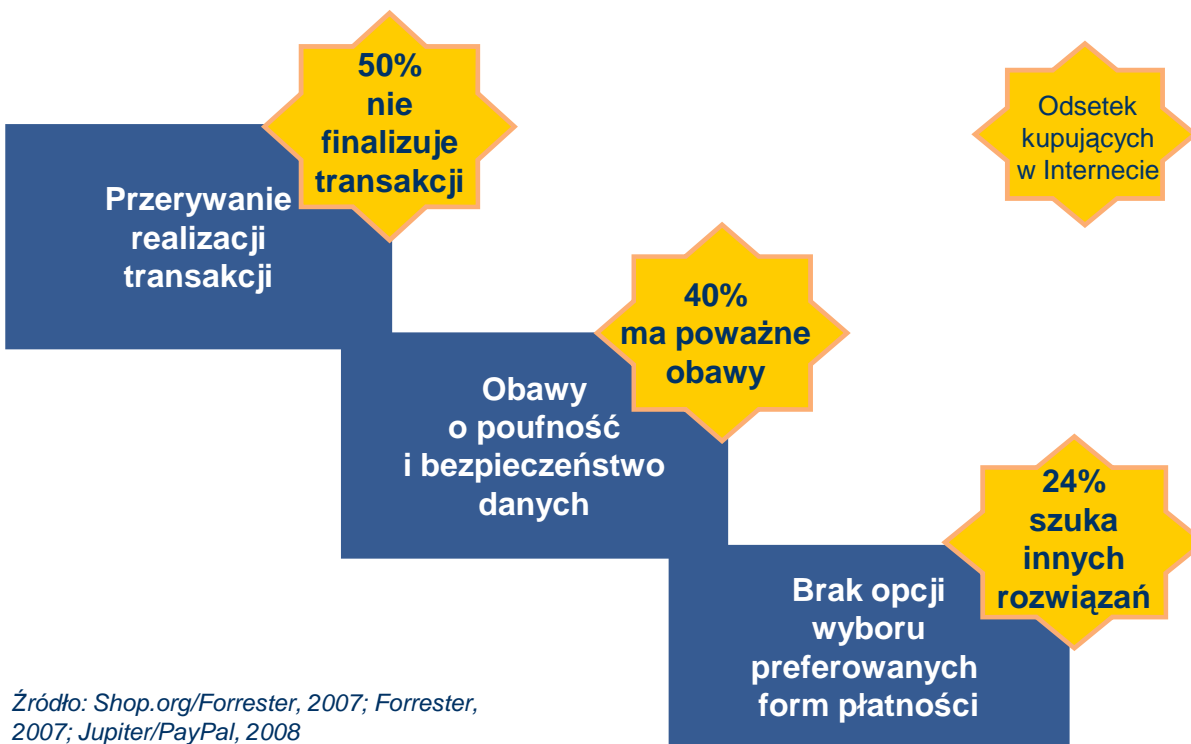 50%
nie
finalizuje
transakcji
Przerywanie
realizacji
transakcji
Odsetek
kupujących
w Internecie
40%
ma poważne
obawy
Obawy
o poufność
i bezpieczeństwo
danych
24%
szuka
innych
rozwiązań
Brak opcji
wyboru
preferowanych
form płatności
Źródło: Shop.org/Forrester, 2007; Forrester,
2007; Jupiter/PayPal, 2008